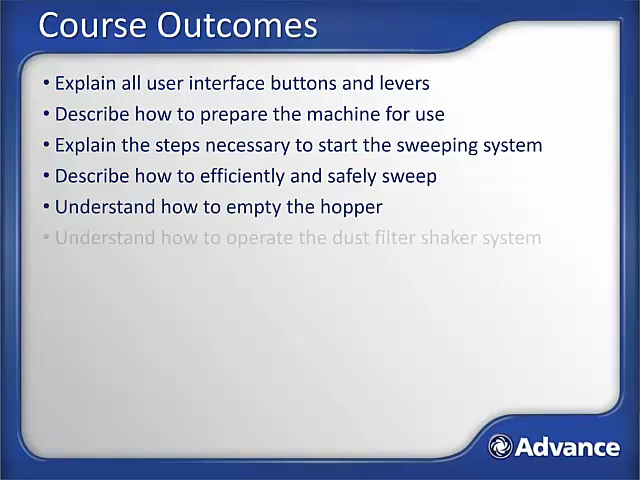 Course Outcomes
• Explain all user interface buttons and levers
• Describe how to prepare the machine for use
• Explain the steps necessary to start the sweeping system
• Describe how to efficiently and safely sweep
• Understand how to empty the hopper
• Understand how to operate the dust filter shaker system
Advance